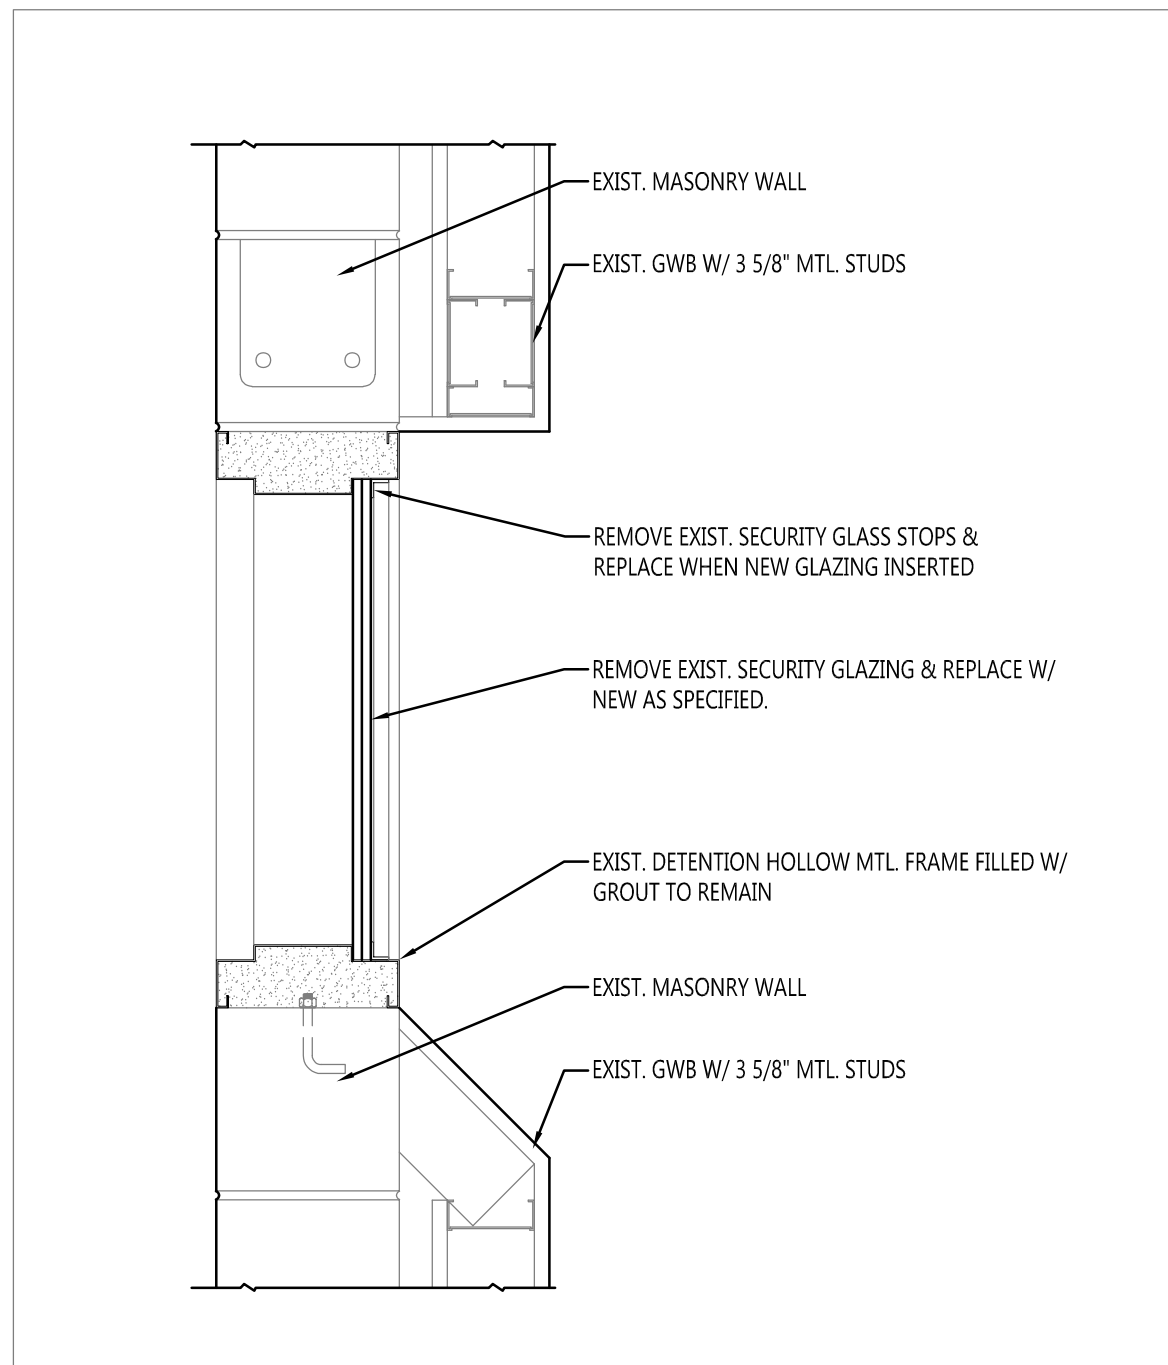 EXIST. MASONRY WALL
EXIST. GWB W/ 3 5/8" MTL. STUDS
REMOVE EXIST. SECURITY GLASS STOPS &
REPLACE WHEN NEW GLAZING INSERTED
REMOVE EXIST. SECURITY GLAZING & REPLACE W/
NEW AS SPECIFIED.
EXIST. DETENTION HOLLOW MTL. FRAME FILLED W/
GROUT TO REMAIN
EXIST. MASONRY WALL
EXIST. GWB W/ 3 5/8" MTL. STUDS